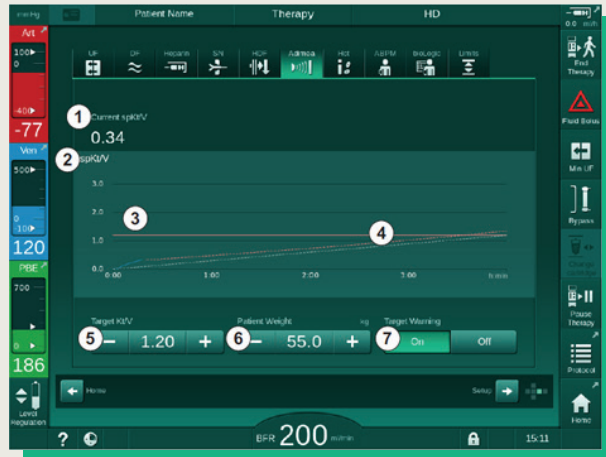 mmHg
Patient Name
Therapy
HD
0.0 ml/h
Art
100
0
-400
-77
Ven
500
0
-100
120
PBE
700
0
186
Level
Regulation
UF
DF
Heparin
SN
HDF
Adimea
Hct
ABPM
bioLogic
Limits
1
Current spKt/V
0.34
2
spKt/V
3.0
2.0
1.0
0.0
3
4
0:00
1:00
2:00
3:00
h:min
Target Kt/V
Patient Weight
kg
Target Warning
5
1.20
6
55.0
7
On
Off
Home
Setup
?
BFR 200 ml/min
15:11
End
Therapy
Fluid Bolus
Min UF
Bypass
Change
Cartridge
Pause
Therapy
Protocol
Home